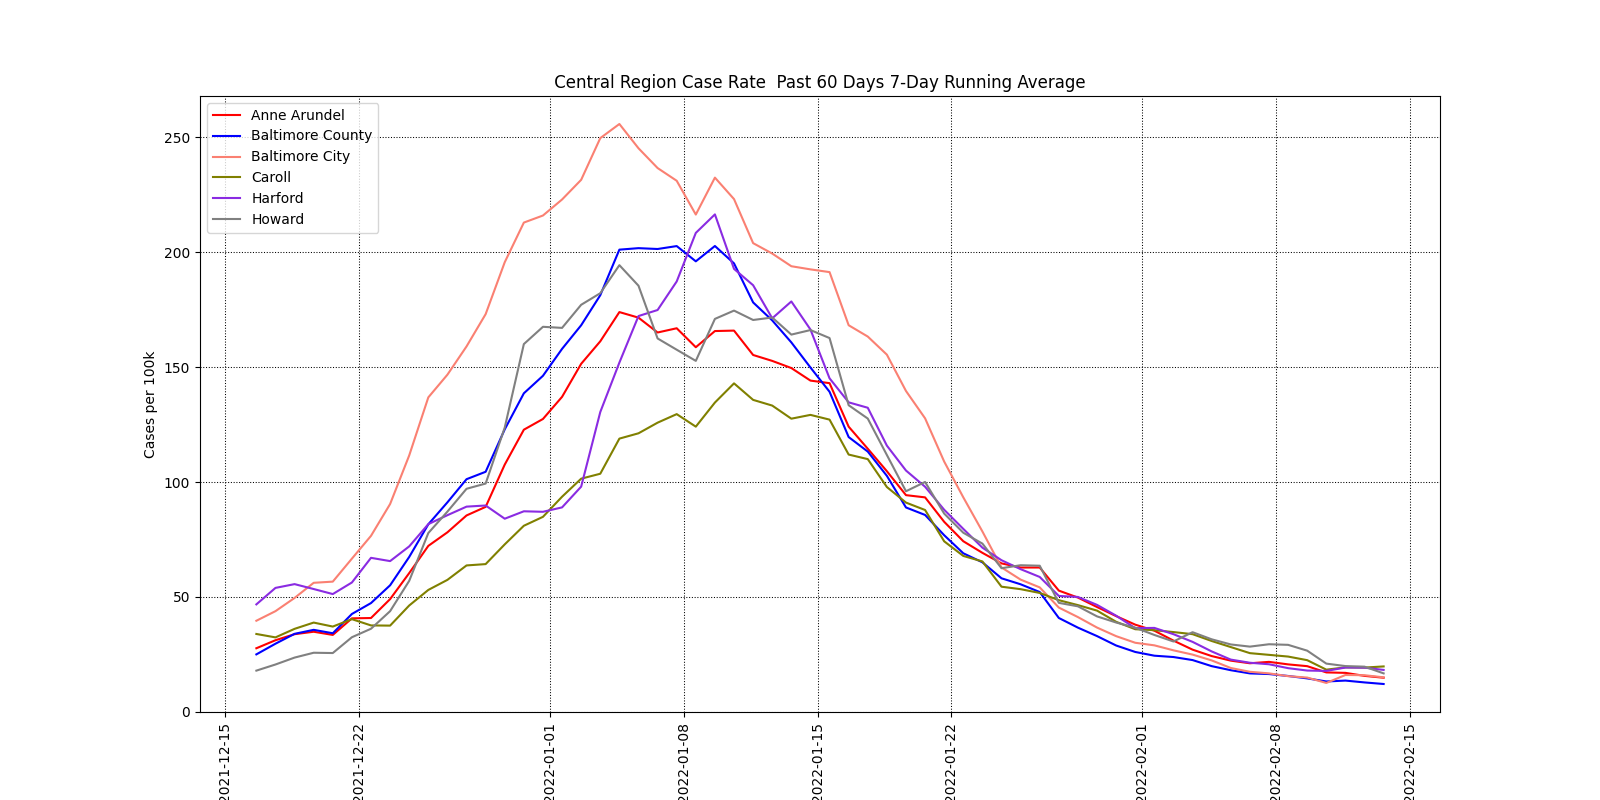 Central Region Case Rate  Past 60 Days 7-Day Running Average
Anne Arundel
Baltimore County
Baltimore City
Caroll
Harford
Howard
Cases per 100k
250
200
150
100
50
0
2021-12-15
2021-12-22
2022-01-01
2022-01-08
2022-01-15
2022-01-22
2022-02-01
2022-02-08
2022-02-15